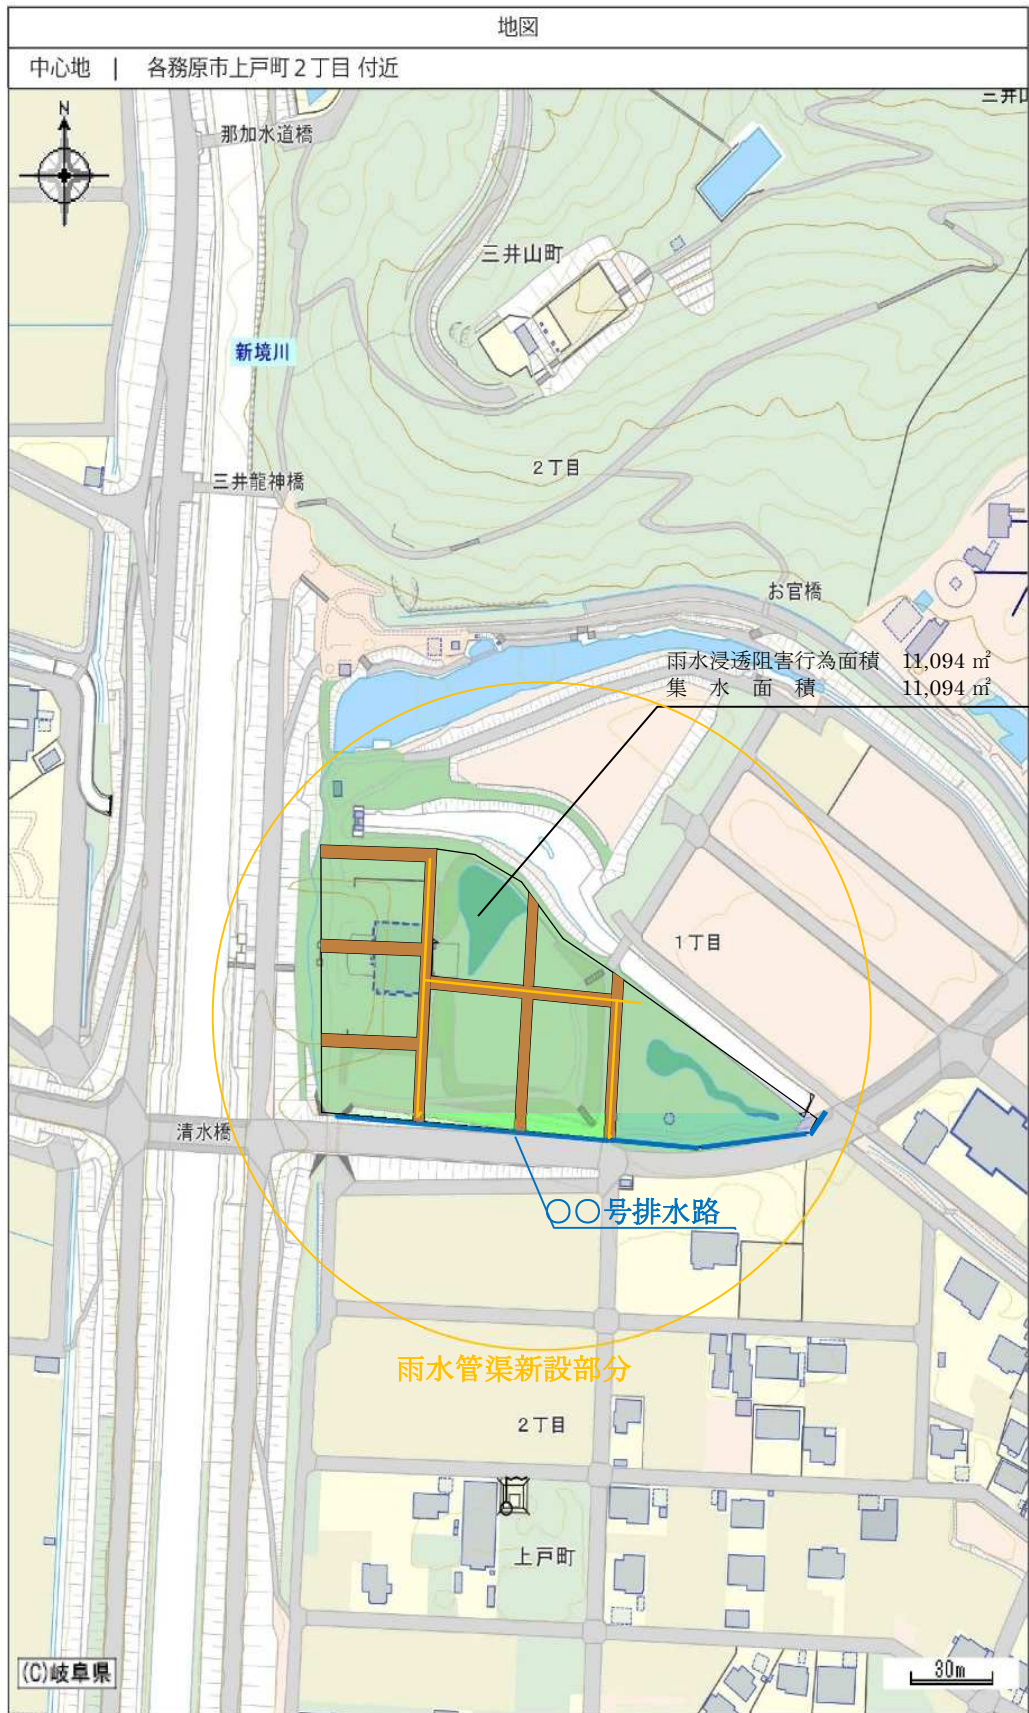 地図
中心地 | 各務原市上戸町2丁目 付近
三井山
N
那加水道橋
三井山町
新境川
2丁目
三井龍神橋
お宮橋
雨水浸透阻害行為面積 11,094 ㎡
集水面積 11,094 ㎡
1丁目
清水橋
〇〇号排水路
雨水管渠新設部分
2丁目
上戸町
(C)岐阜県
30m